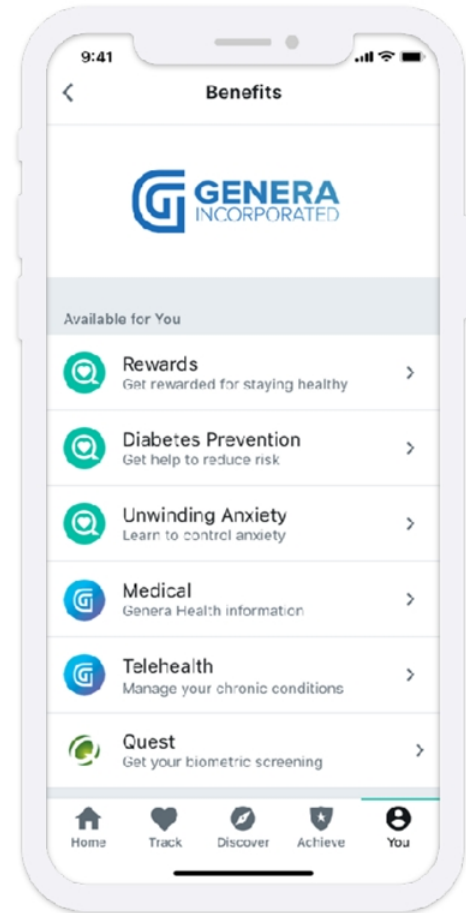 9:41
Benefits
GENERA
INCORPORATED
Available for You
Rewards
Get rewarded for staying healthy
Diabetes Prevention
Get help to reduce risk
Unwinding Anxiety
Learn to control anxiety
Medical
Genera Health information
Telehealth
Manage your chronic conditions
Quest
Get your biometric screening
Home Track Discover Achieve You